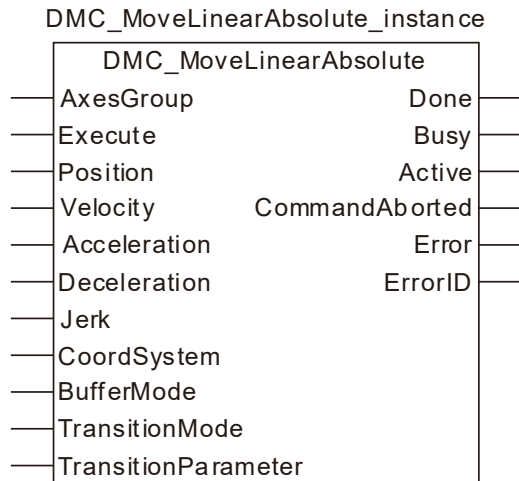 DMC_MoveLinearAbsolute_instance
DMC_MoveLinearAbsolute
AxesGroup Done
Execute Busy
Position Active
Velocity CommandAborted
Acceleration Error
Deceleration ErrorID
Jerk
CoordSystem
BufferMode
TransitionMode
TransitionParameter